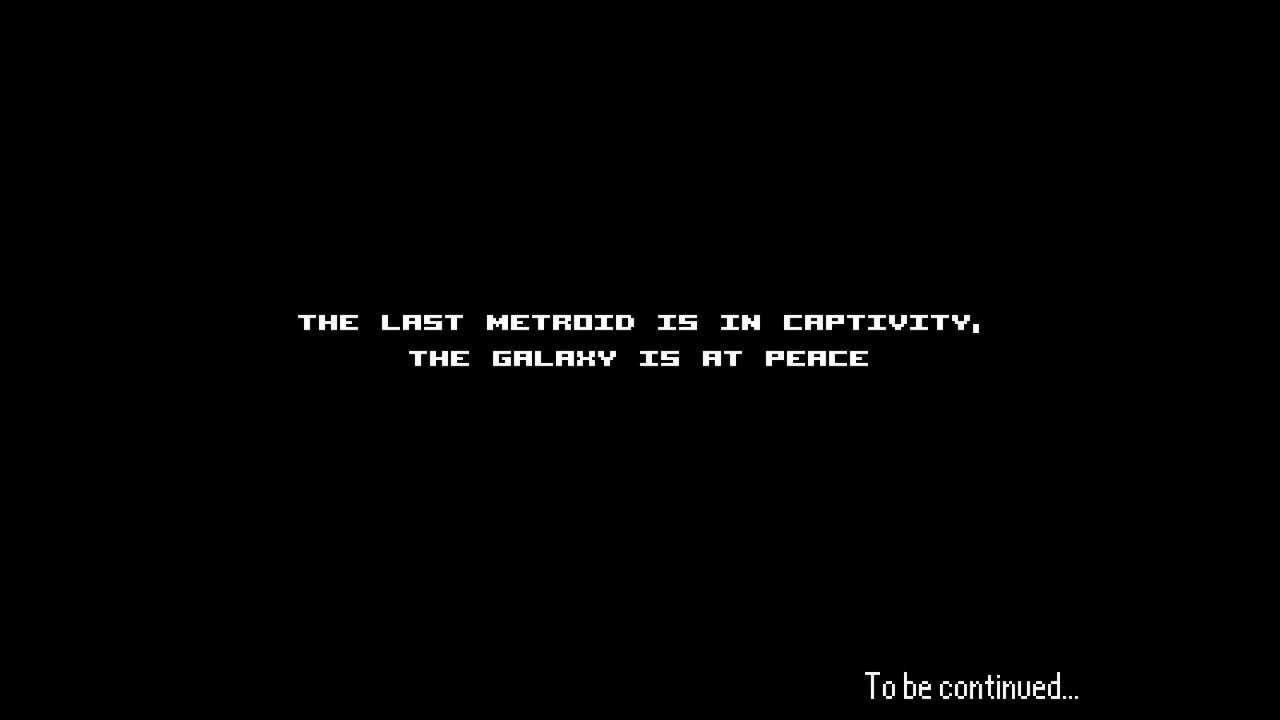 THE LAST METROID IS IN CAPTIVITY,
THE GALAXY IS AT PEACE
To be continued...